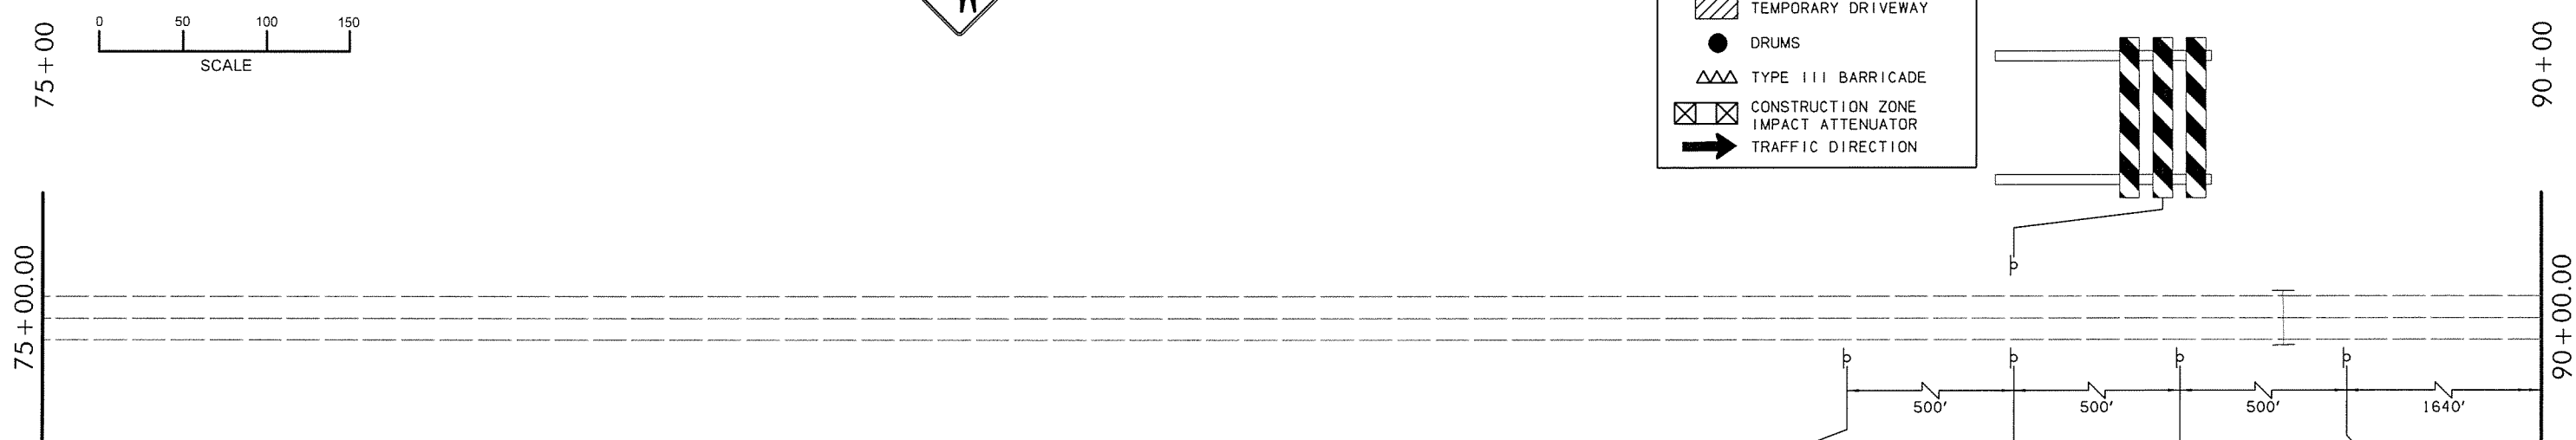 75+00
0 50 100 150
SCALE
TEMPORARY DRIVEWAY
DRUMS
TYPE III BARRICADE
CONSTRUCTION ZONE
IMPACT ATTENUATOR
TRAFFIC DIRECTION
90+00
75+00.00
90+00.00
500' 500' 500' 1640'